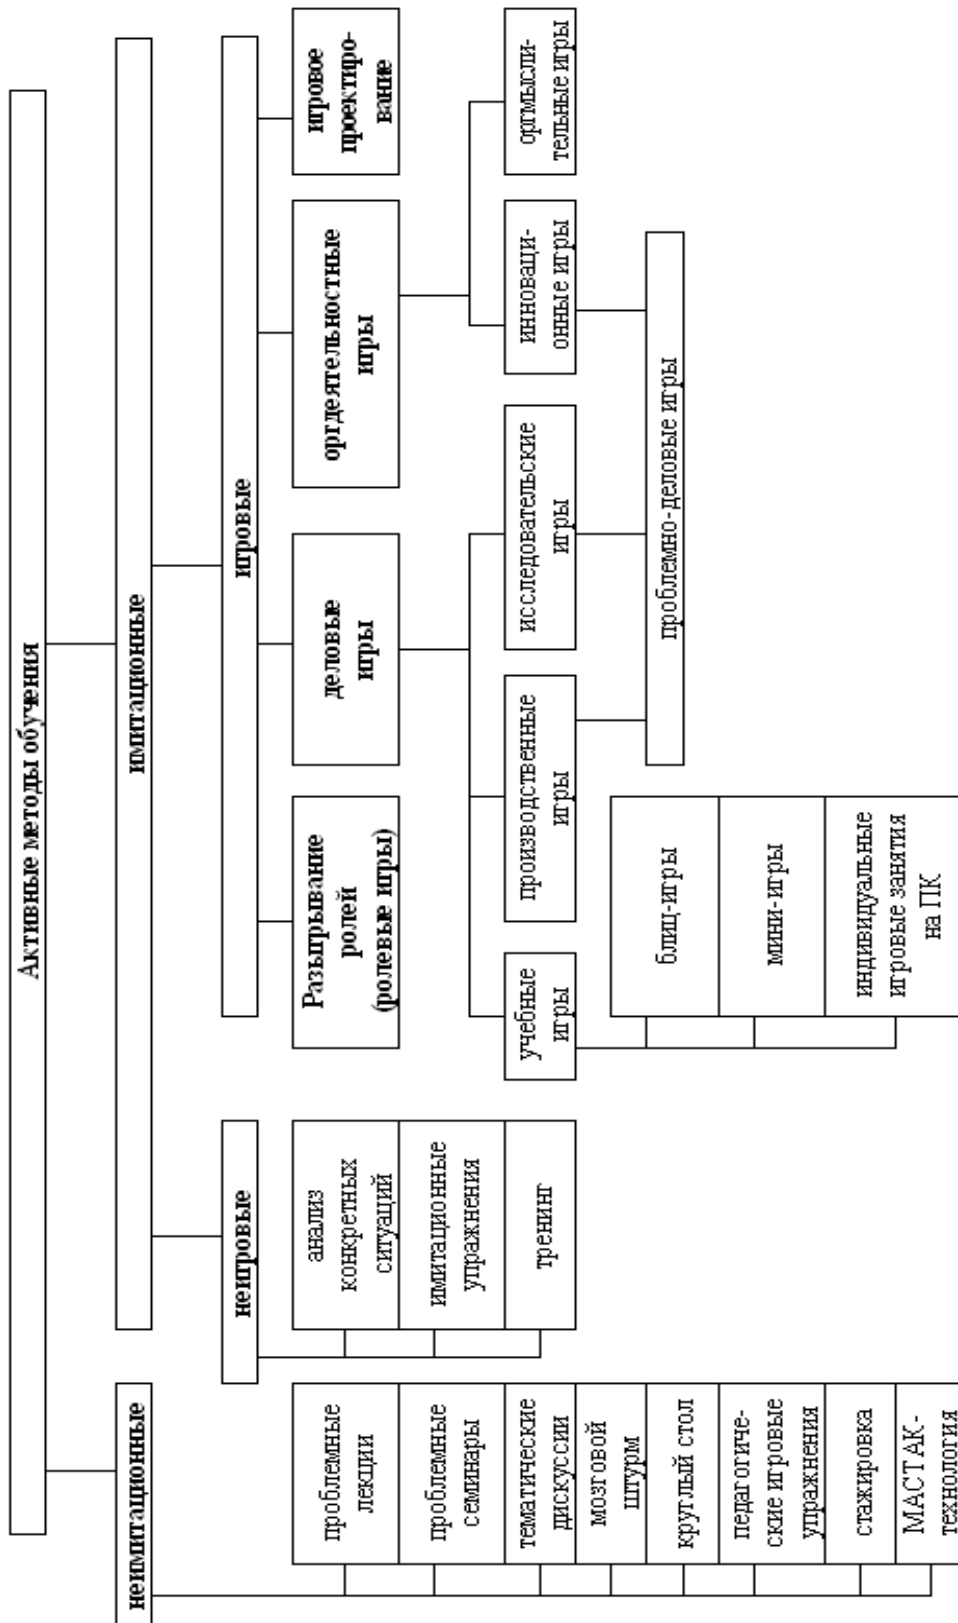 Активные методы обучения
неимитационные
имитационные
неигровые
игровые
проблемные
лекции
проблемные
семинары
тематические
дискуссии
мозговой
штурм
круглый стол
педагогиче-
ские игровые
упражнения
стажировка
МАСТАК-
технология
анализ
конкретных
ситуаций
имитационные
упражнения
тренинг
Разыгрывание
ролей
(ролевые игры)
деловые
игры
оргдеятельностные
игры
игровое
проектиро-
вание
учебные
игры
производственные
игры
исследовательские
игры
инноваци-
онные игры
оргмысли-
тельные игры
блиц-игры
мини-игры
индивидуальные
игровые занятия
на ПК
проблемно-деловые игры